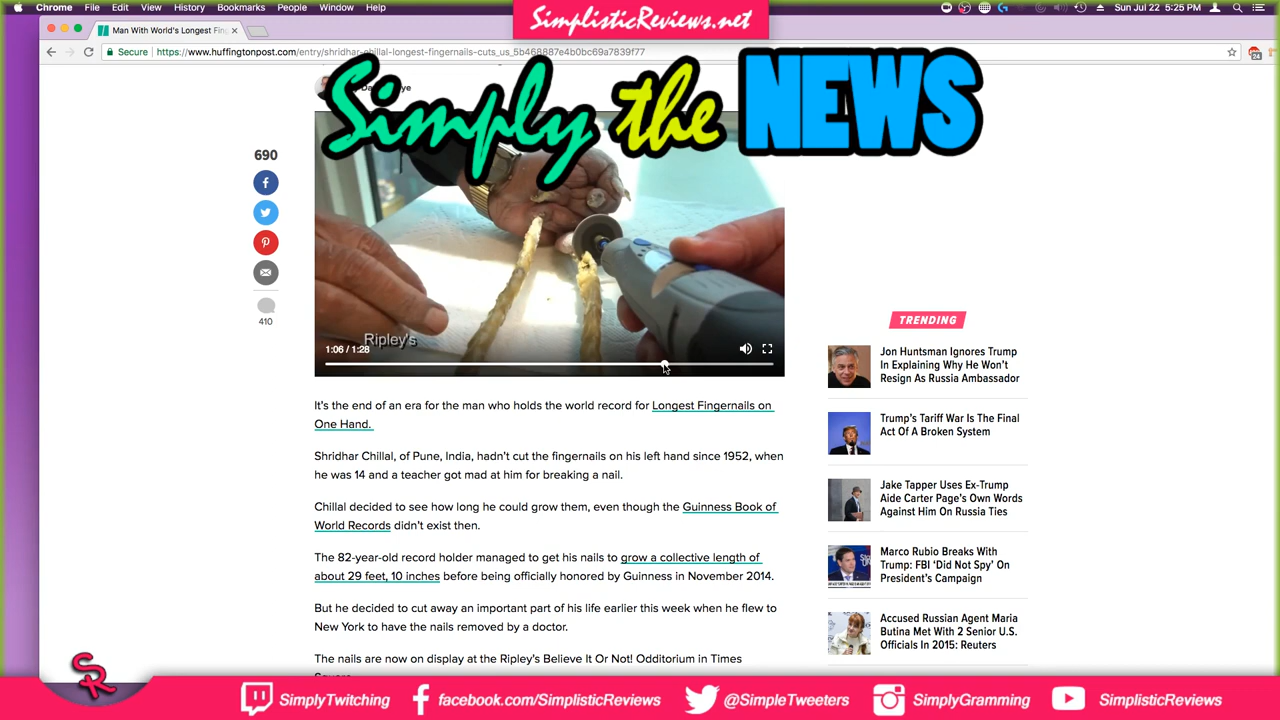 Chrome File Edit View History Bookmarks People Window Help
SimplisticReviews.net
Sun Jul 22 5:25 PM
Man With World's Longest Fing
Secure
https://www.huffingtonpost.com/entry/shridhar-chillal-longest-fingernails-cuts_us_5b468887e4b0bc69a7839f77
Simply the NEWS
690
410
Ripley's
1:06 / 1:28
It's the end of an era for the man who holds the world record for Longest Fingernails on
One Hand.
Shridhar Chillal, of Pune, India, hadn't cut the fingernails on his left hand since 1952, when
he was 14 and a teacher got mad at him for breaking a nail.
Chillal decided to see how long he could grow them, even though the Guinness Book of
World Records didn't exist then.
The 82-year-old record holder managed to get his nails to grow a collective length of
about 29 feet, 10 inches before being officially honored by Guinness in November 2014.
But he decided to cut away an important part of his life earlier this week when he flew to
New York to have the nails removed by a doctor.
The nails are now on display at the Ripley's Believe It Or Not! Odditorium in Times
TRENDING
Jon Huntsman Ignores Trump
In Explaining Why He Won't
Resign As Russia Ambassador
Trump's Tariff War Is The Final
Act Of A Broken System
Jake Tapper Uses Ex-Trump
Aide Carter Page's Own Words
Against Him On Russia Ties
Marco Rubio Breaks With
Trump: FBI 'Did Not Spy' On
President's Campaign
Accused Russian Agent Maria
Butina Met With 2 Senior U.S.
Officials In 2015: Reuters
SR
SimplyTwitching
facebook.com/SimplisticReviews
@SimpleTweeters
SimplyGramming
SimplisticReviews